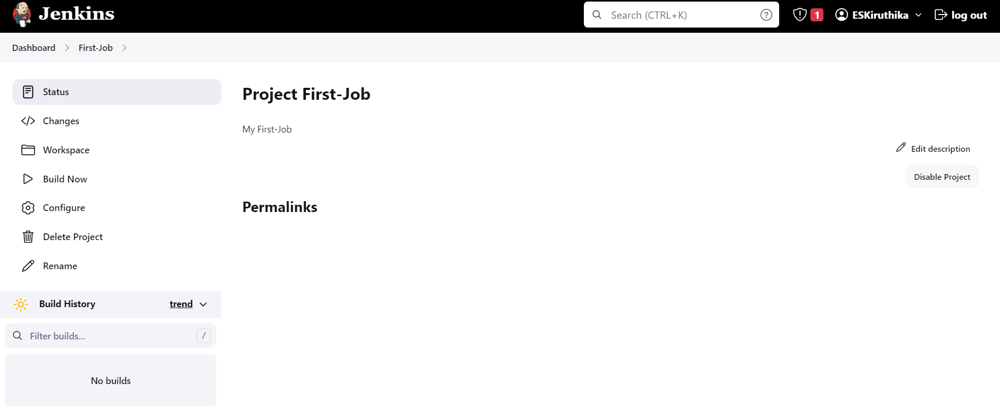 Jenkins
Search (CTRL+K)
?
1
ESKiruthika
log out
Dashboard
First-Job
Status
Changes
Workspace
Build Now
Configure
Delete Project
Rename
Project First-Job
My First-Job
Edit description
Disable Project
Permalinks
Build History
trend
Filter builds...
/
No builds